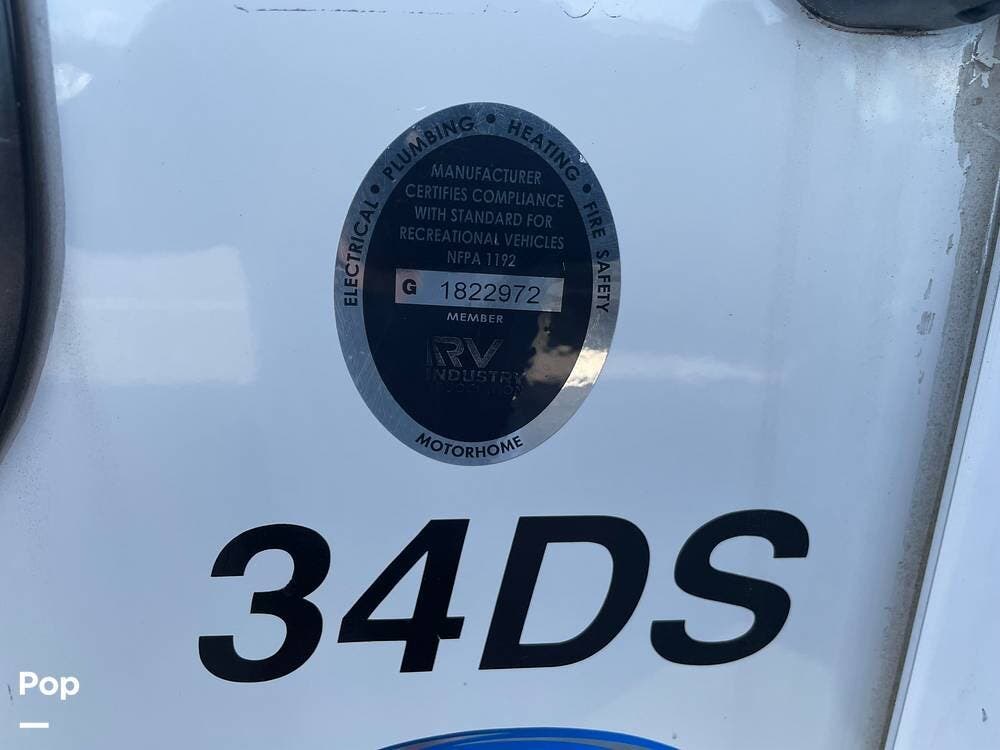 ELECTRICAL • PLUMBING • HEATING • FIRE SAFETY
MANUFACTURER
CERTIFIES COMPLIANCE
WITH STANDARD FOR
RECREATIONAL VEHICLES
NFPA 1192
G 1822972
MEMBER
RV
INDUSTRY
MOTORHOME
34DS
Pop